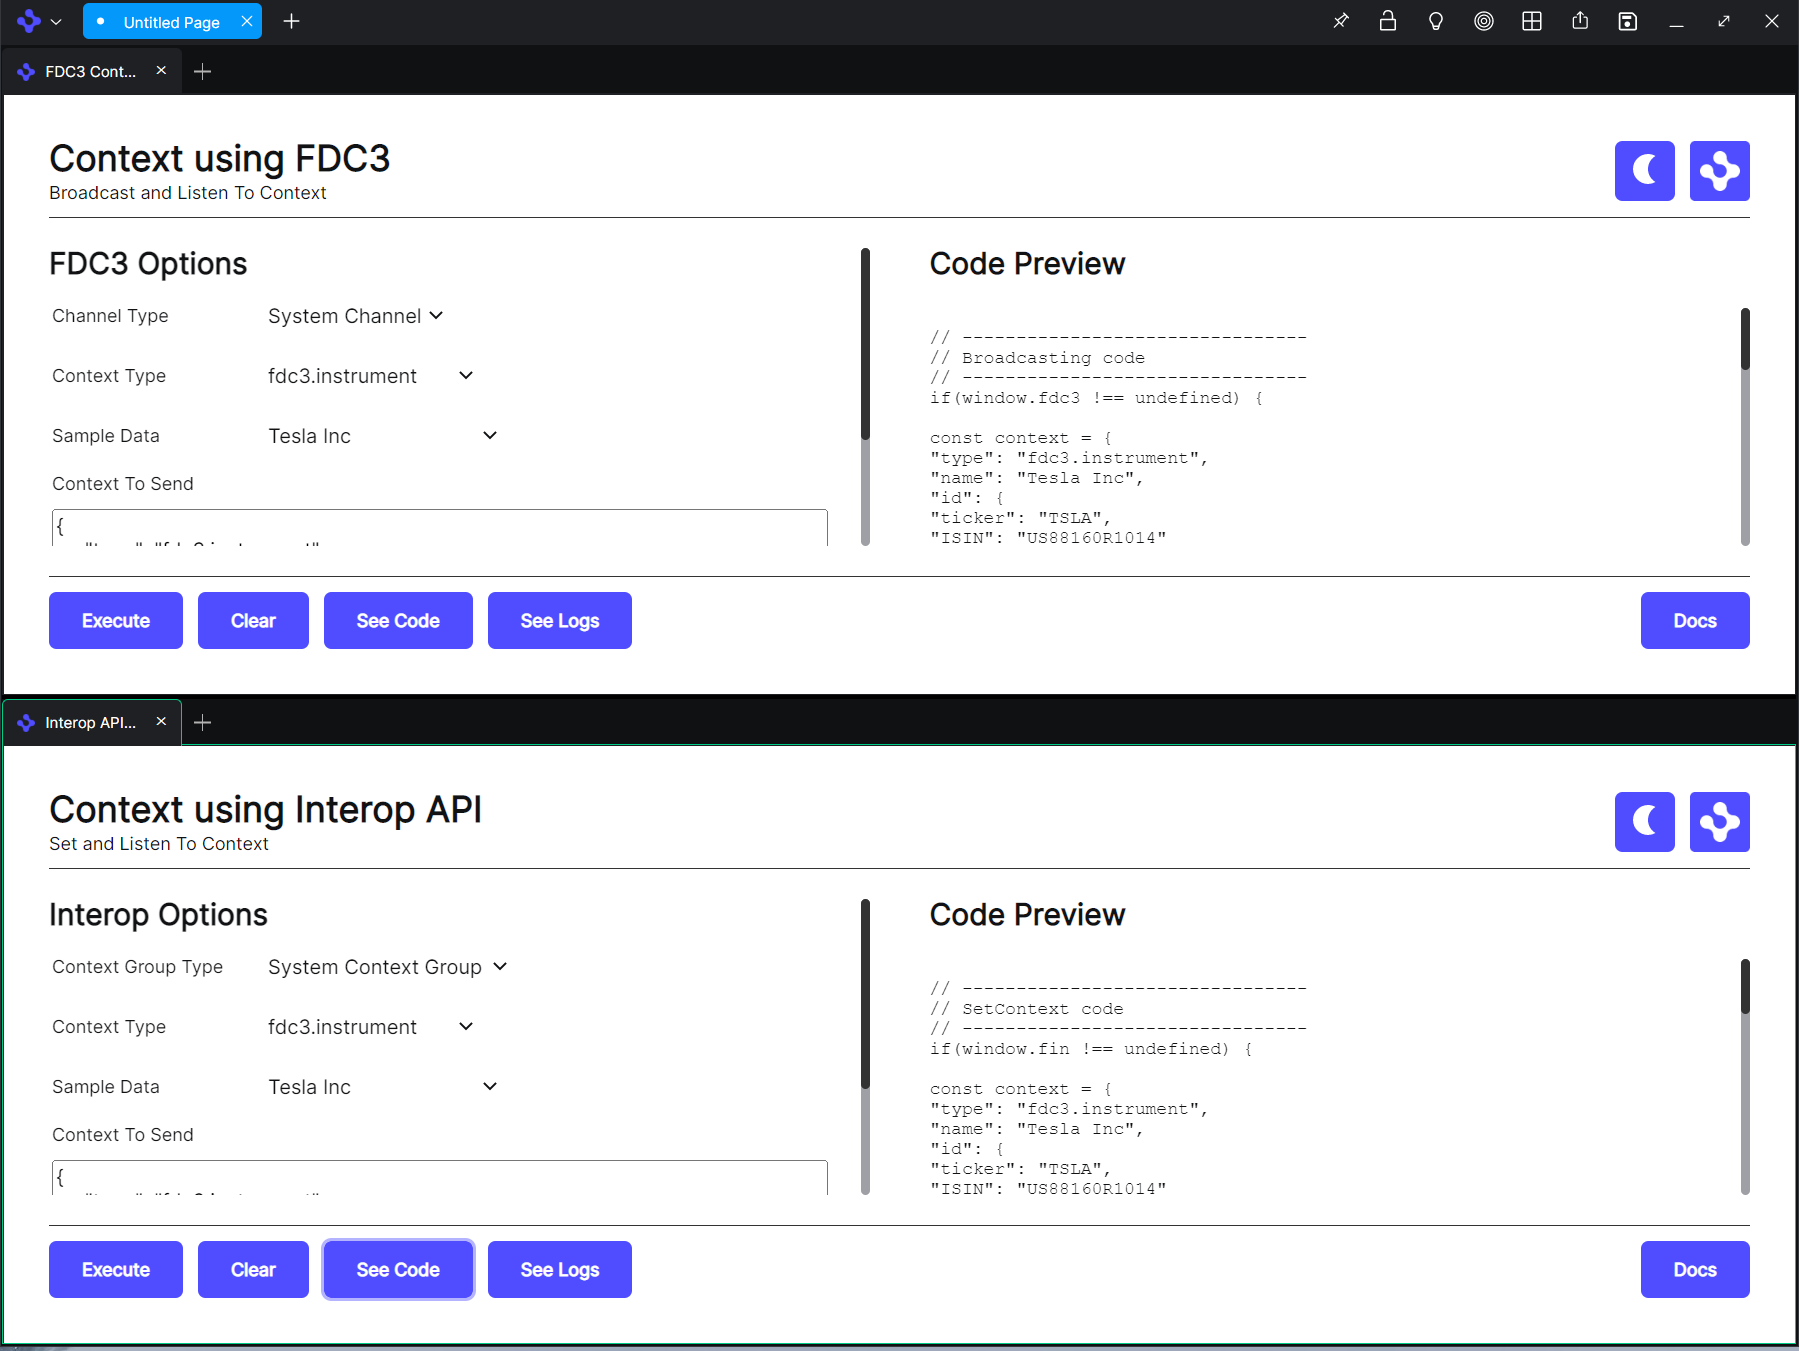 Untitled Page
FDC3 Cont...
Context using FDC3
Broadcast and Listen To Context
FDC3 Options
Channel Type System Channel
Context Type fdc3.instrument
Sample Data Tesla Inc
Context To Send
{
Code Preview
// --------------------------------
// Broadcasting code
// --------------------------------
if(window.fdc3 !== undefined) {
const context = {
"type": "fdc3.instrument",
"name": "Tesla Inc",
"id": {
"ticker": "TSLA",
"ISIN": "US88160R1014"
Execute Clear See Code See Logs Docs
Interop API...
Context using Interop API
Set and Listen To Context
Interop Options
Context Group Type System Context Group
Context Type fdc3.instrument
Sample Data Tesla Inc
Context To Send
{
Code Preview
// --------------------------------
// SetContext code
// --------------------------------
if(window.fin !== undefined) {
const context = {
"type": "fdc3.instrument",
"name": "Tesla Inc",
"id": {
"ticker": "TSLA",
"ISIN": "US88160R1014"
Execute Clear See Code See Logs Docs